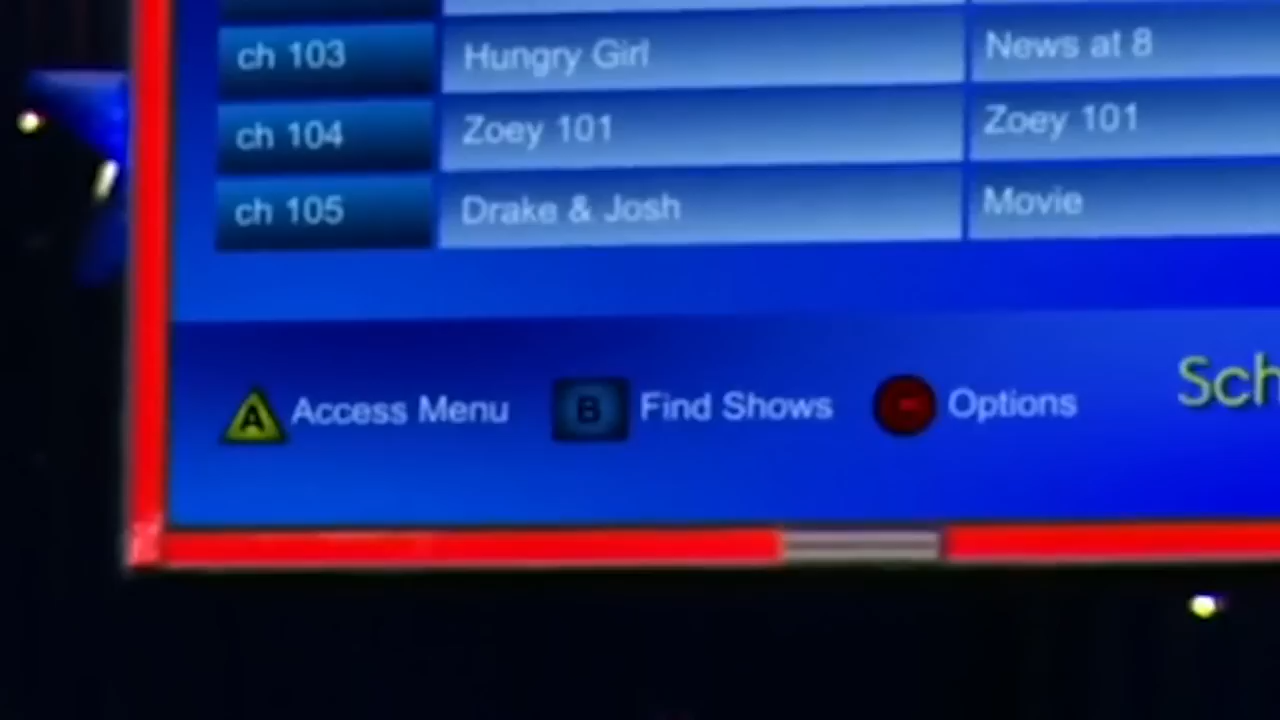 ch 103 Hungry Girl News at 8
ch 104 Zoey 101 Zoey 101
ch 105 Drake & Josh Movie
A Access Menu B Find Shows Options Sch